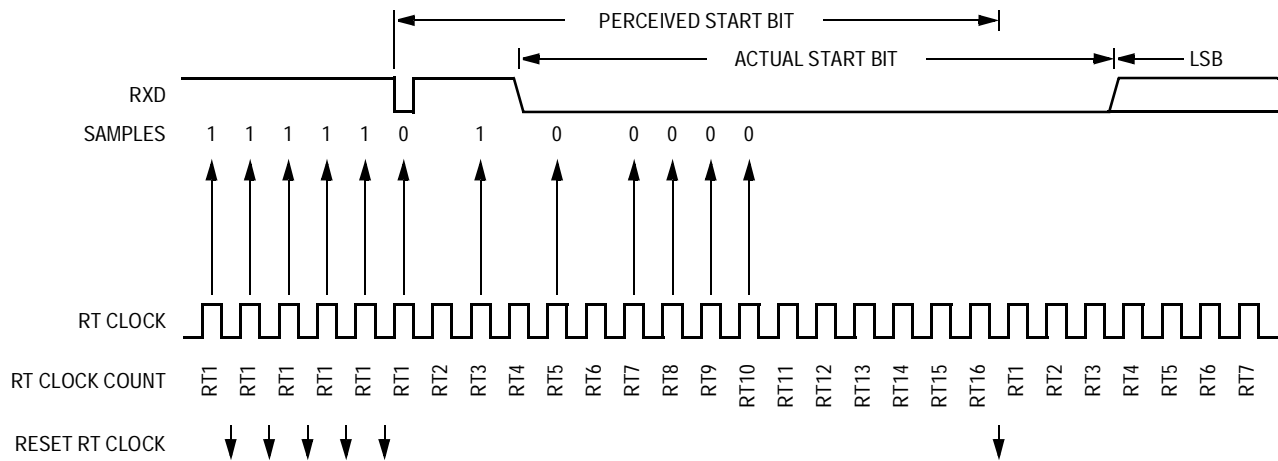 PERCEIVED START BIT
ACTUAL START BIT
LSB
RXD
SAMPLES 1 1 1 1 1 0 1 0 0 0 0 0
RT CLOCK
RT CLOCK COUNT RT1 RT1 RT1 RT1 RT1 RT1 RT2 RT3 RT4 RT5 RT6 RT7 RT8 RT9 RT10 RT11 RT12 RT13 RT14 RT15 RT16 RT1 RT2 RT3 RT4 RT5 RT6 RT7
RESET RT CLOCK